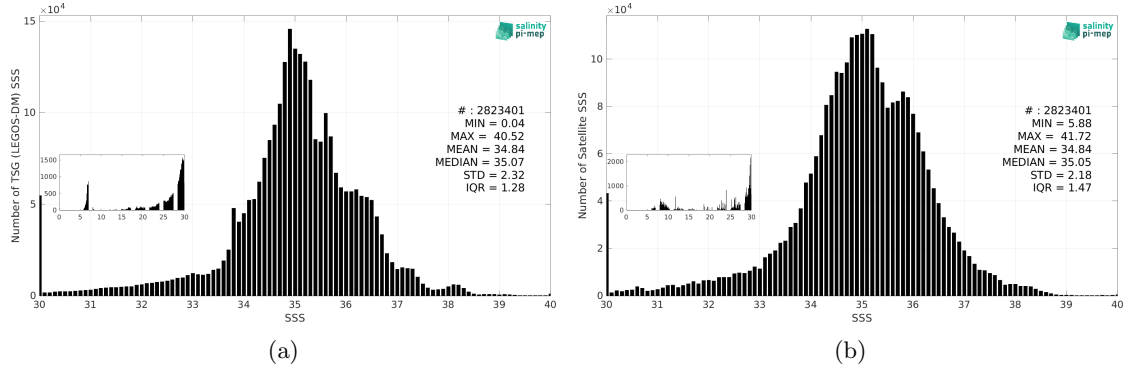 ×10^4
15
10
5
0
Number of TSG (LEGOS-DM) SSS
salinity
pi-mep
# : 2823401
MIN = 0.04
MAX = 40.52
MEAN = 34.84
MEDIAN = 35.07
STD = 2.32
IQR = 1.28
1500
1000
500
0
0 5 10 15 20 25 30
30 31 32 33 34 35 36 37 38 39 40
SSS
(a)
×10^4
10
8
6
4
2
0
Number of Satellite SSS
salinity
pi-mep
# : 2823401
MIN = 5.88
MAX = 41.72
MEAN = 34.84
MEDIAN = 35.05
STD = 2.18
IQR = 1.47
2000
1000
0
0 5 10 15 20 25 30
30 31 32 33 34 35 36 37 38 39 40
SSS
(b)